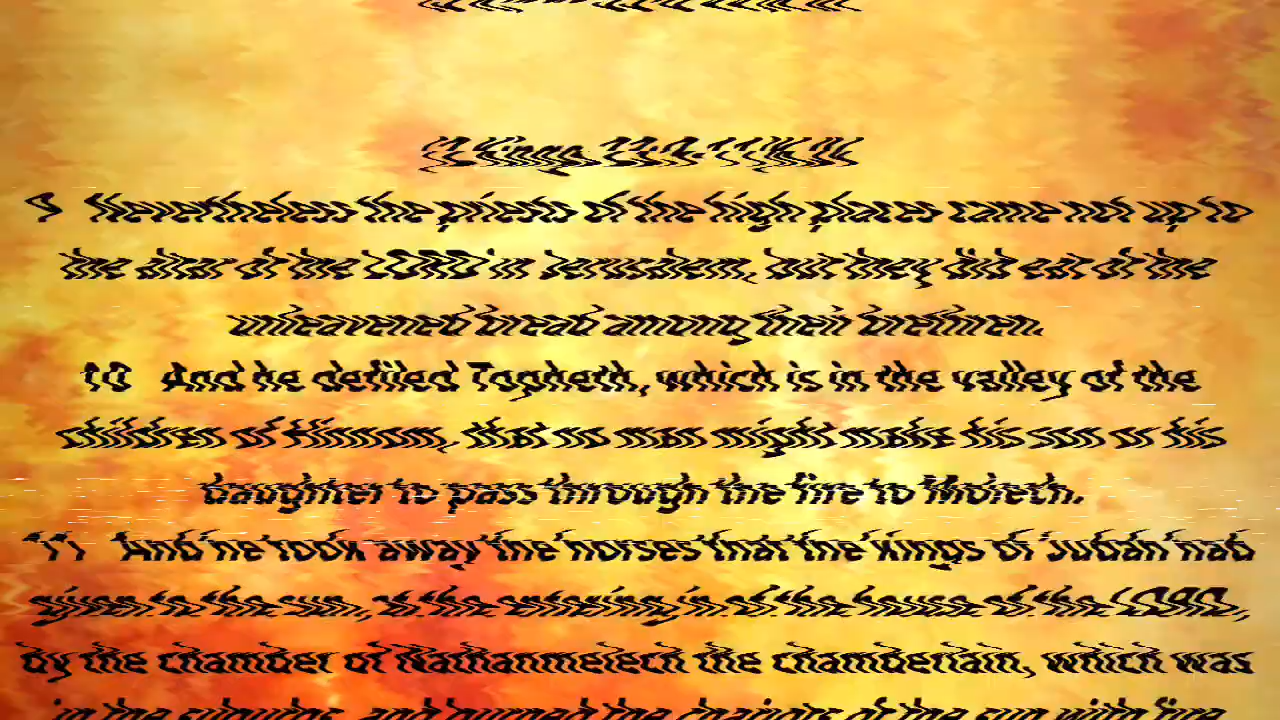 Kings
9 Nevertheless the priests of the high places came not up to
the altar of the LORD in Jerusalem, but they did eat of the
unleavened bread among their brethren.
10 And he defiled Topheth, which is in the valley of the
children of Hinnom, that no man might make his son or his
daughter to pass through the fire to Molech.
11 And he took away the horses that the kings of Judah had
given to the sun, at the entering in of the house of the LORD,
by the chamber of Nathanmelech the chamberlain, which was
in the suburbs, and burned the chariots of the sun with fire.